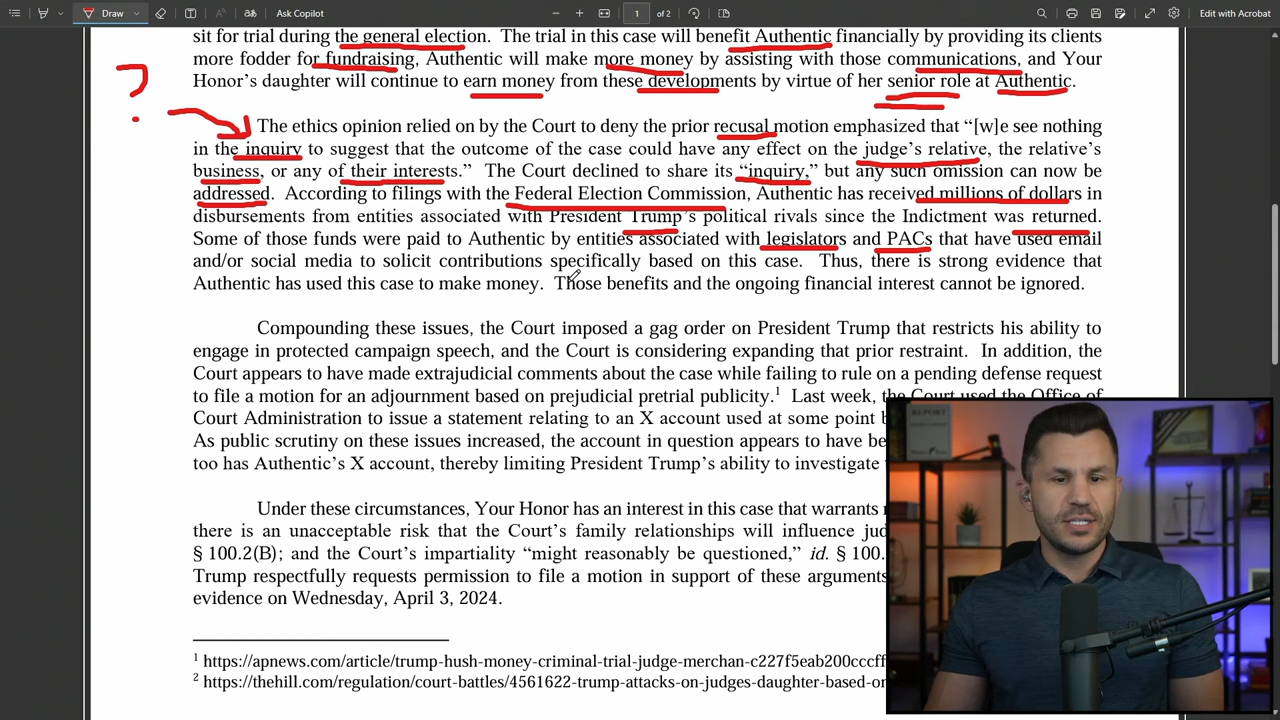 Draw
Ask Copilot
1 of 2
Edit with Acrobat
sit for trial during the general election. The trial in this case will benefit Authentic financially by providing its clients
more fodder for fundraising, Authentic will make more money by assisting with those communications, and Your
Honor's daughter will continue to earn money from these developments by virtue of her senior role at Authentic.
?
The ethics opinion relied on by the Court to deny the prior recusal motion emphasized that “[w]e see nothing
in the inquiry to suggest that the outcome of the case could have any effect on the judge's relative, the relative's
business, or any of their interests.” The Court declined to share its “inquiry,” but any such omission can now be
addressed. According to filings with the Federal Election Commission, Authentic has received millions of dollars in
disbursements from entities associated with President Trump's political rivals since the Indictment was returned.
Some of those funds were paid to Authentic by entities associated with legislators and PACs that have used email
and/or social media to solicit contributions specifically based on this case. Thus, there is strong evidence that
Authentic has used this case to make money. Those benefits and the ongoing financial interest cannot be ignored.
Compounding these issues, the Court imposed a gag order on President Trump that restricts his ability to
engage in protected campaign speech, and the Court is considering expanding that prior restraint. In addition, the
Court appears to have made extrajudicial comments about the case while failing to rule on a pending defense request
to file a motion for an adjournment based on prejudicial pretrial publicity.1 Last week, the Court used the Office of
Court Administration to issue a statement relating to an X account used at some point
As public scrutiny on these issues increased, the account in question appears to have
too has Authentic's X account, thereby limiting President Trump's ability to investigate
Under these circumstances, Your Honor has an interest in this case that warrants
there is an unacceptable risk that the Court's family relationships will influence
§ 100.2(B); and the Court's impartiality “might reasonably be questioned,” id. § 100.
Trump respectfully requests permission to file a motion in support of these arguments
evidence on Wednesday, April 3, 2024.
1 https://apnews.com/article/trump-hush-money-criminal-trial-judge-merchan-c227f5eab200cccff
2 https://thehill.com/regulation/court-battles/4561622-trump-attacks-on-judges-daughter-based-on
REPORT